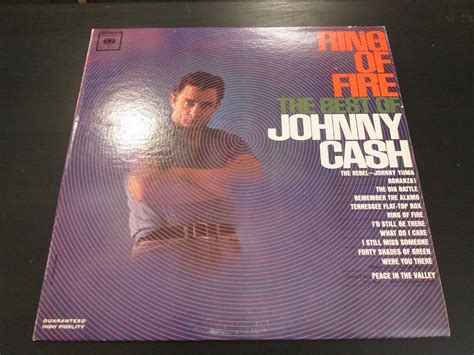 RING
OF
FIRE
THE BEST OF
JOHNNY
CASH
THE REBEL—JOHNNY YUMA
BONANZA!
THE BIG BATTLE
REMEMBER THE ALAMO
TENNESSEE FLAT-TOP BOX
RING OF FIRE
I'D STILL BE THERE
WHAT DO I CARE
I STILL MISS SOMEONE
FORTY SHADES OF GREEN
WERE YOU THERE
PEACE IN THE VALLEY
GUARANTEED
HIGH FIDELITY